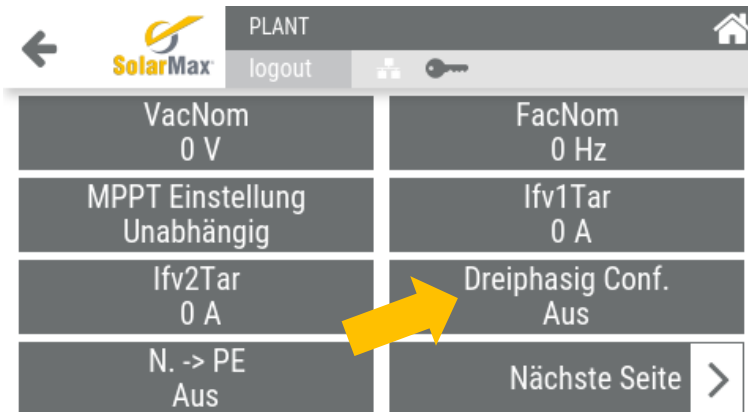 PLANT
SolarMax
logout
VacNom
0 V
FacNom
0 Hz
MPPT Einstellung
Unabhängig
Ifv1Tar
0 A
Ifv2Tar
0 A
Dreiphasig Conf.
Aus
N. -> PE
Aus
Nächste Seite